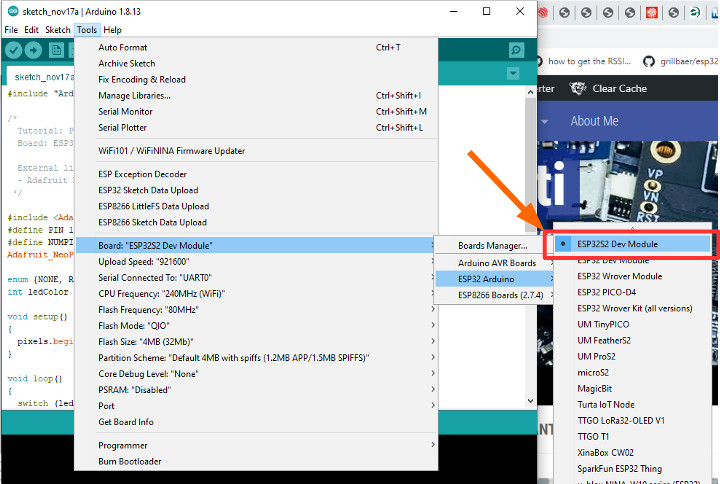 sketch_nov17a | Arduino 1.8.13
File Edit Sketch Tools Help
sketch_nov17a
#include "Ard
/*
Tutorial: P
Board: ESP3
External li
- Adafruit
*/
#include <Ada
#define PIN 1
#define NUMPI
Adafruit_NeoP
enum {NONE, R
int ledColor
void setup()
{
pixels.begi
}
void loop()
{
switch (led
Auto Format Ctrl+T
Archive Sketch
Fix Encoding & Reload
Manage Libraries... Ctrl+Shift+I
Serial Monitor Ctrl+Shift+M
Serial Plotter Ctrl+Shift+L
WiFi101 / WiFiNINA Firmware Updater
ESP Exception Decoder
ESP32 Sketch Data Upload
ESP8266 LittleFS Data Upload
ESP8266 Sketch Data Upload
Board: "ESP32S2 Dev Module"
Upload Speed: "921600"
Serial Connected To: "UART0"
CPU Frequency: "240MHz (WiFi)"
Flash Frequency: "80MHz"
Flash Mode: "QIO"
Flash Size: "4MB (32Mb)"
Partition Scheme: "Default 4MB with spiffs (1.2MB APP/1.5MB SPIFFS)"
Core Debug Level: "None"
PSRAM: "Disabled"
Port
Get Board Info
Programmer
Burn Bootloader
Boards Manager...
Arduino AVR Boards
ESP32 Arduino
ESP8266 Boards (2.7.4)
ESP32S2 Dev Module
ESP32 Dev Module
ESP32 Wrover Module
ESP32 PICO-D4
ESP32 Wrover Kit (all versions)
UM TinyPICO
UM FeatherS2
UM ProS2
microS2
MagicBit
Turta IoT Node
TTGO LoRa32-OLED V1
TTGO T1
XinaBox CW02
SparkFun ESP32 Thing
u-blox NINA-W10 series (ESP32)
how to get the RSSI...
grillbaer/esp32
rter
Clear Cache
About Me
ti
VP
VN
RST
ANT